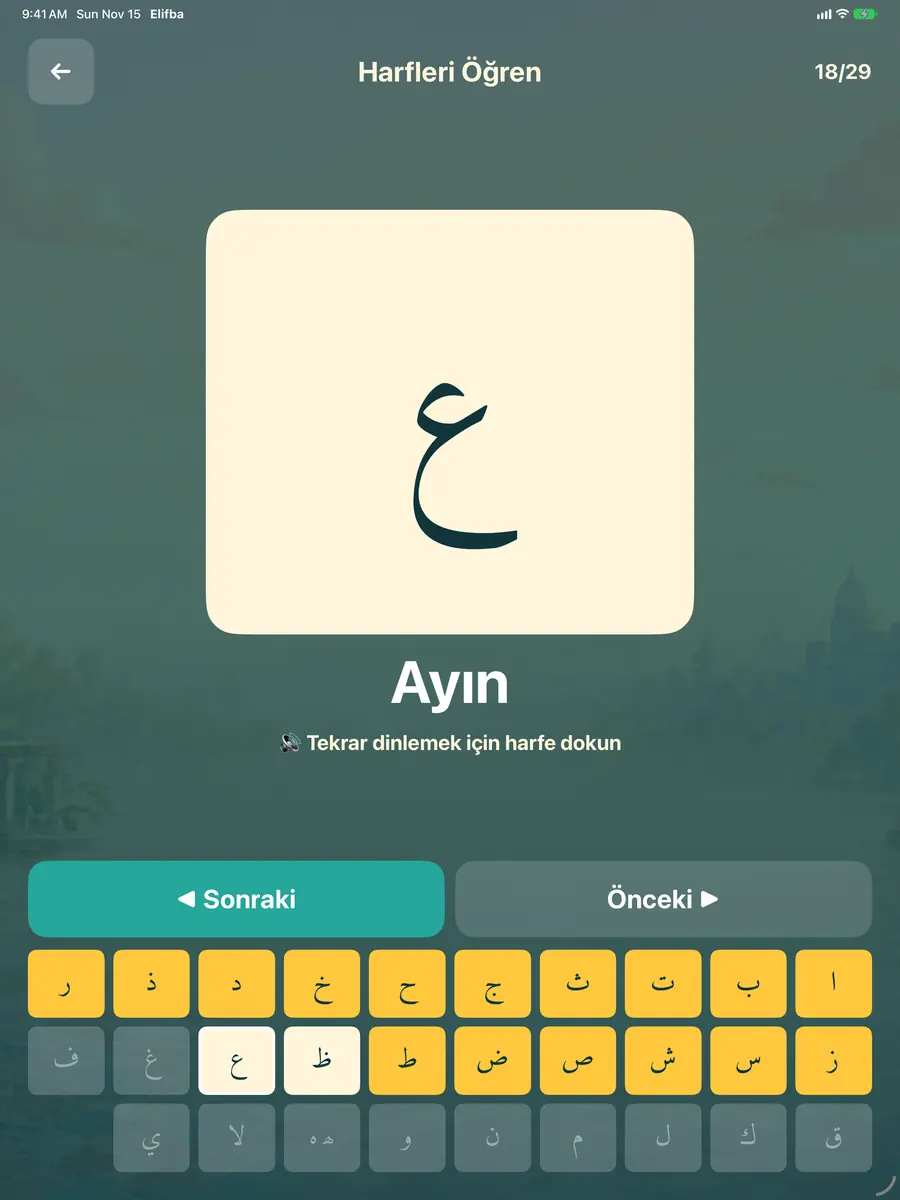 9:41 AM Sun Nov 15 Elifba
Harfleri Öğren
18/29
ع
Ayın
🔊 Tekrar dinlemek için harfe dokun
◀ Sonraki
Önceki ▶
ا ب ت ث ج ح خ د ذ ر
ز س ش ص ض ط ظ ع غ ف
ق ك ل م ن و هه لا ي